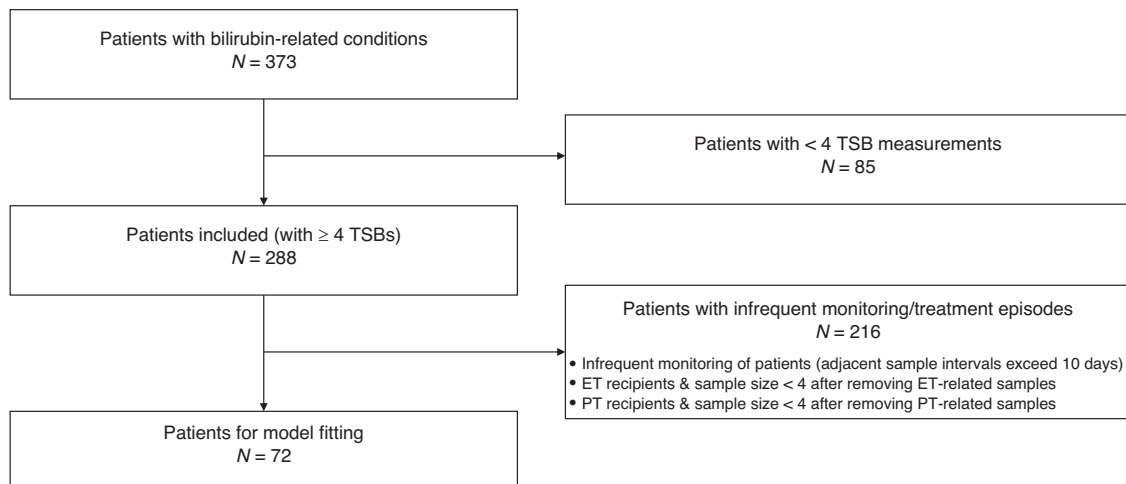 Patients with bilirubin-related conditions
N = 373
Patients with < 4 TSB measurements
N = 85
Patients included (with ≥ 4 TSBs)
N = 288
Patients with infrequent monitoring/treatment episodes
N = 216
• Infrequent monitoring of patients (adjacent sample intervals exceed 10 days)
• ET recipients & sample size < 4 after removing ET-related samples
• PT recipients & sample size < 4 after removing PT-related samples
Patients for model fitting
N = 72